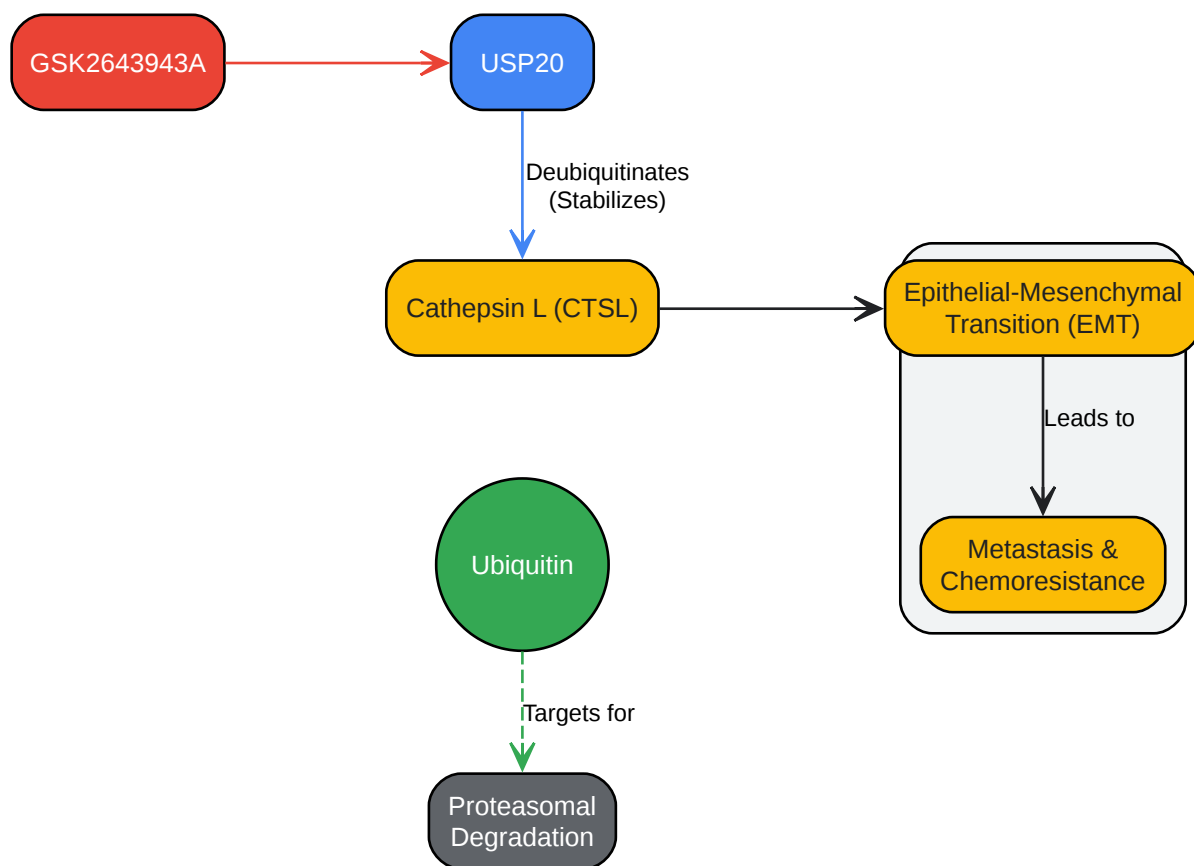 GSK2643943A
USP20
Deubiquitinates
(Stabilizes)
Cathepsin L (CTSL)
Epithelial-Mesenchymal
Transition (EMT)
Leads to
Ubiquitin
Metastasis &
Chemoresistance
Targets for
Proteasomal
Degradation